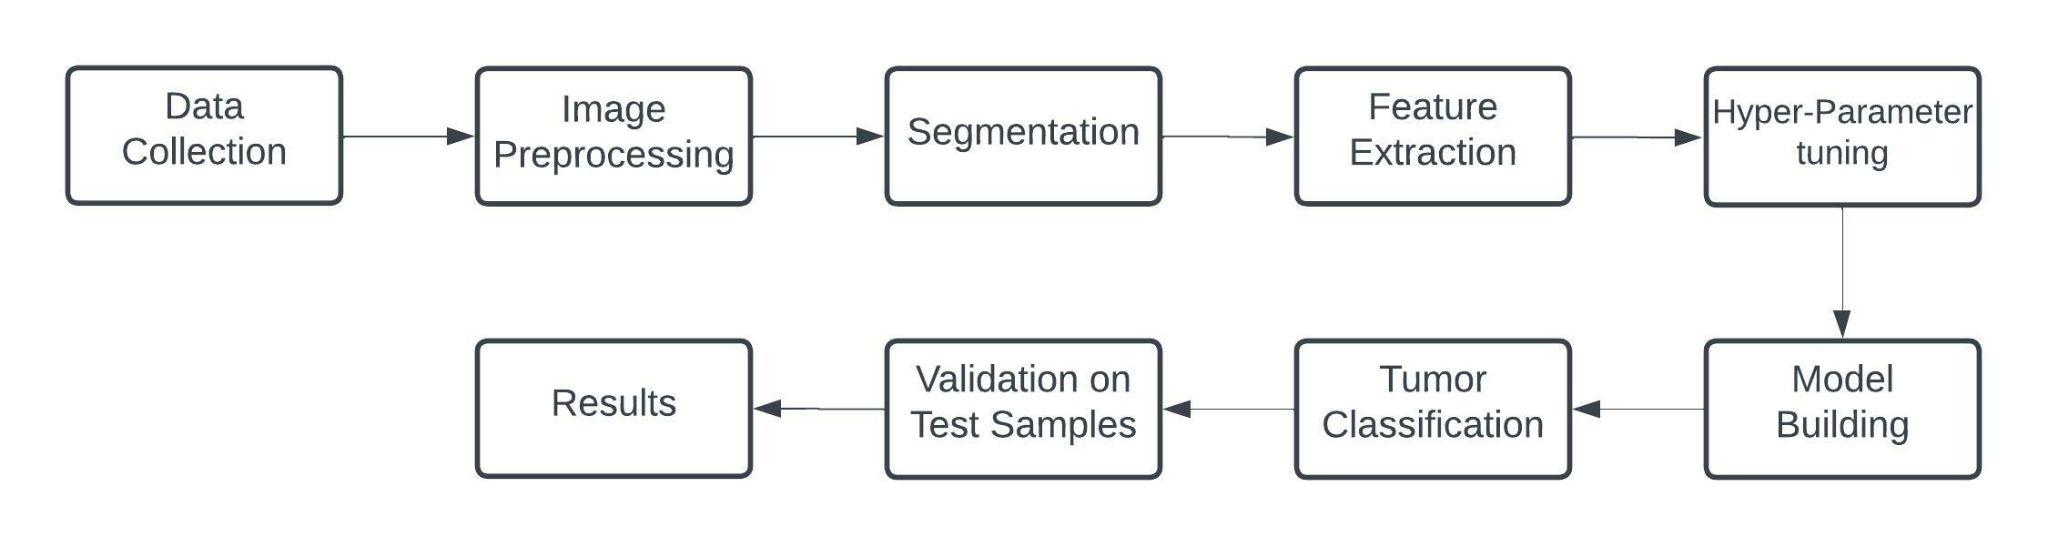 Data
Collection
Image
Preprocessing
Segmentation
Feature
Extraction
Hyper-Parameter
tuning
Model
Building
Tumor
Classification
Validation on
Test Samples
Results